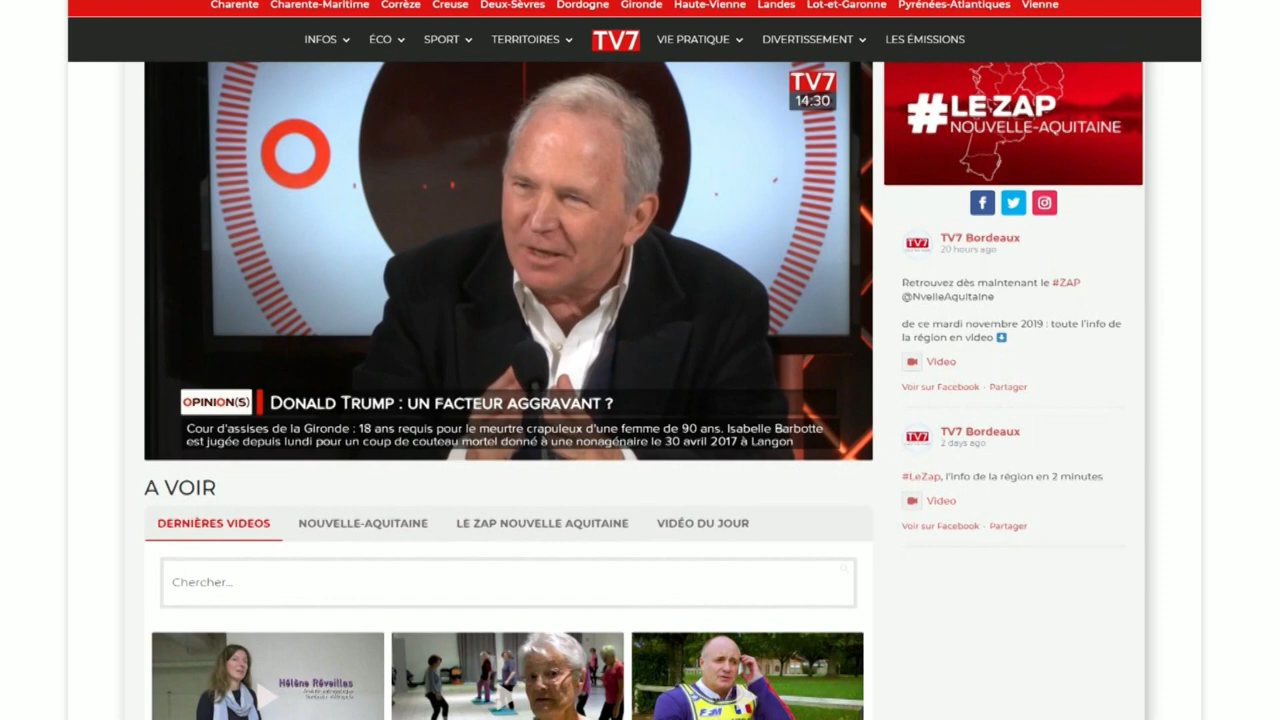 Charente Charente-Maritime Corrèze Creuse Deux-Sèvres Dordogne Gironde Haute-Vienne Landes Lot-et-Garonne Pyrénées-Atlantiques Vienne
INFOS ÉCO SPORT TERRITOIRES TV7 VIE PRATIQUE DIVERTISSEMENT LES ÉMISSIONS
TV7
14:30
OPINION(S) DONALD TRUMP : UN FACTEUR AGGRAVANT ?
Cour d'assises de la Gironde : 18 ans requis pour le meurtre crapuleux d'une femme de 90 ans. Isabelle Barbotte
est jugée depuis lundi pour un coup de couteau mortel donné à une nonagénaire le 30 avril 2017 à Langon
#LE ZAP
NOUVELLE-AQUITAINE
TV7 TV7 Bordeaux
20 hours ago
Retrouvez dès maintenant le #ZAP
@NvelleAquitaine
de ce mardi novembre 2019 : toute l'info de
la région en video
Video
Voir sur Facebook · Partager
TV7 TV7 Bordeaux
2 days ago
#LeZap, l'info de la région en 2 minutes
Video
Voir sur Facebook · Partager
A VOIR
DERNIÈRES VIDEOS NOUVELLE-AQUITAINE LE ZAP NOUVELLE AQUITAINE VIDÉO DU JOUR
Chercher...
Hélène Réveillas